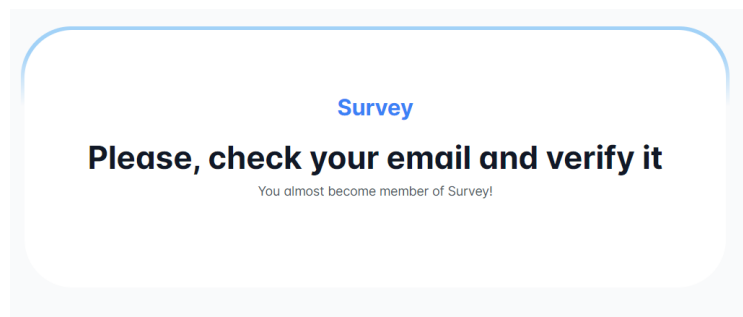 Survey
Please, check your email and verify it
You almost become member of Survey!